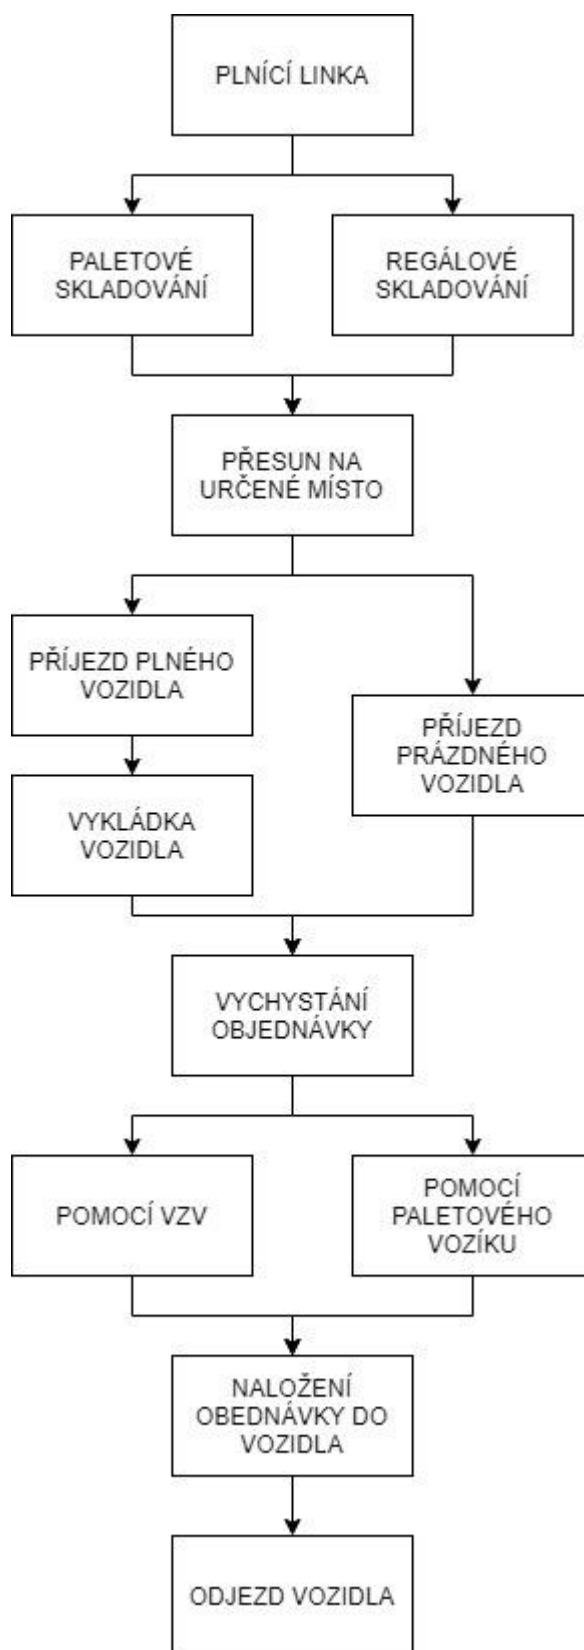 PLNÍCÍ LINKA
PALETOVÉ
SKLADOVÁNÍ
REGÁLOVÉ
SKLADOVÁNÍ
PŘESUN NA
URČENÉ MÍSTO
PŘÍJEZD PLNÉHO
VOZIDLA
PŘÍJEZD
PRÁZDNÉHO
VOZIDLA
VYKLÁDKA
VOZIDLA
VYCHYSTÁNÍ
OBJEDNÁVKY
POMOCÍ VZV
POMOCÍ
PALETOVÉHO
VOZÍKU
NALOŽENÍ
OBEDNÁVKY DO
VOZIDLA
ODJEZD VOZIDLA